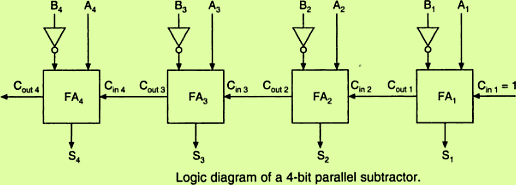 B4 A4 B3 A3 B2 A2 B1 A1
Cout 4 FA4 Cin 4 Cout 3 FA3 Cin 3 Cout 2 FA2 Cin 2 Cout 1 FA1 Cin 1 = 1
S4 S3 S2 S1
Logic diagram of a 4-bit parallel subtractor.